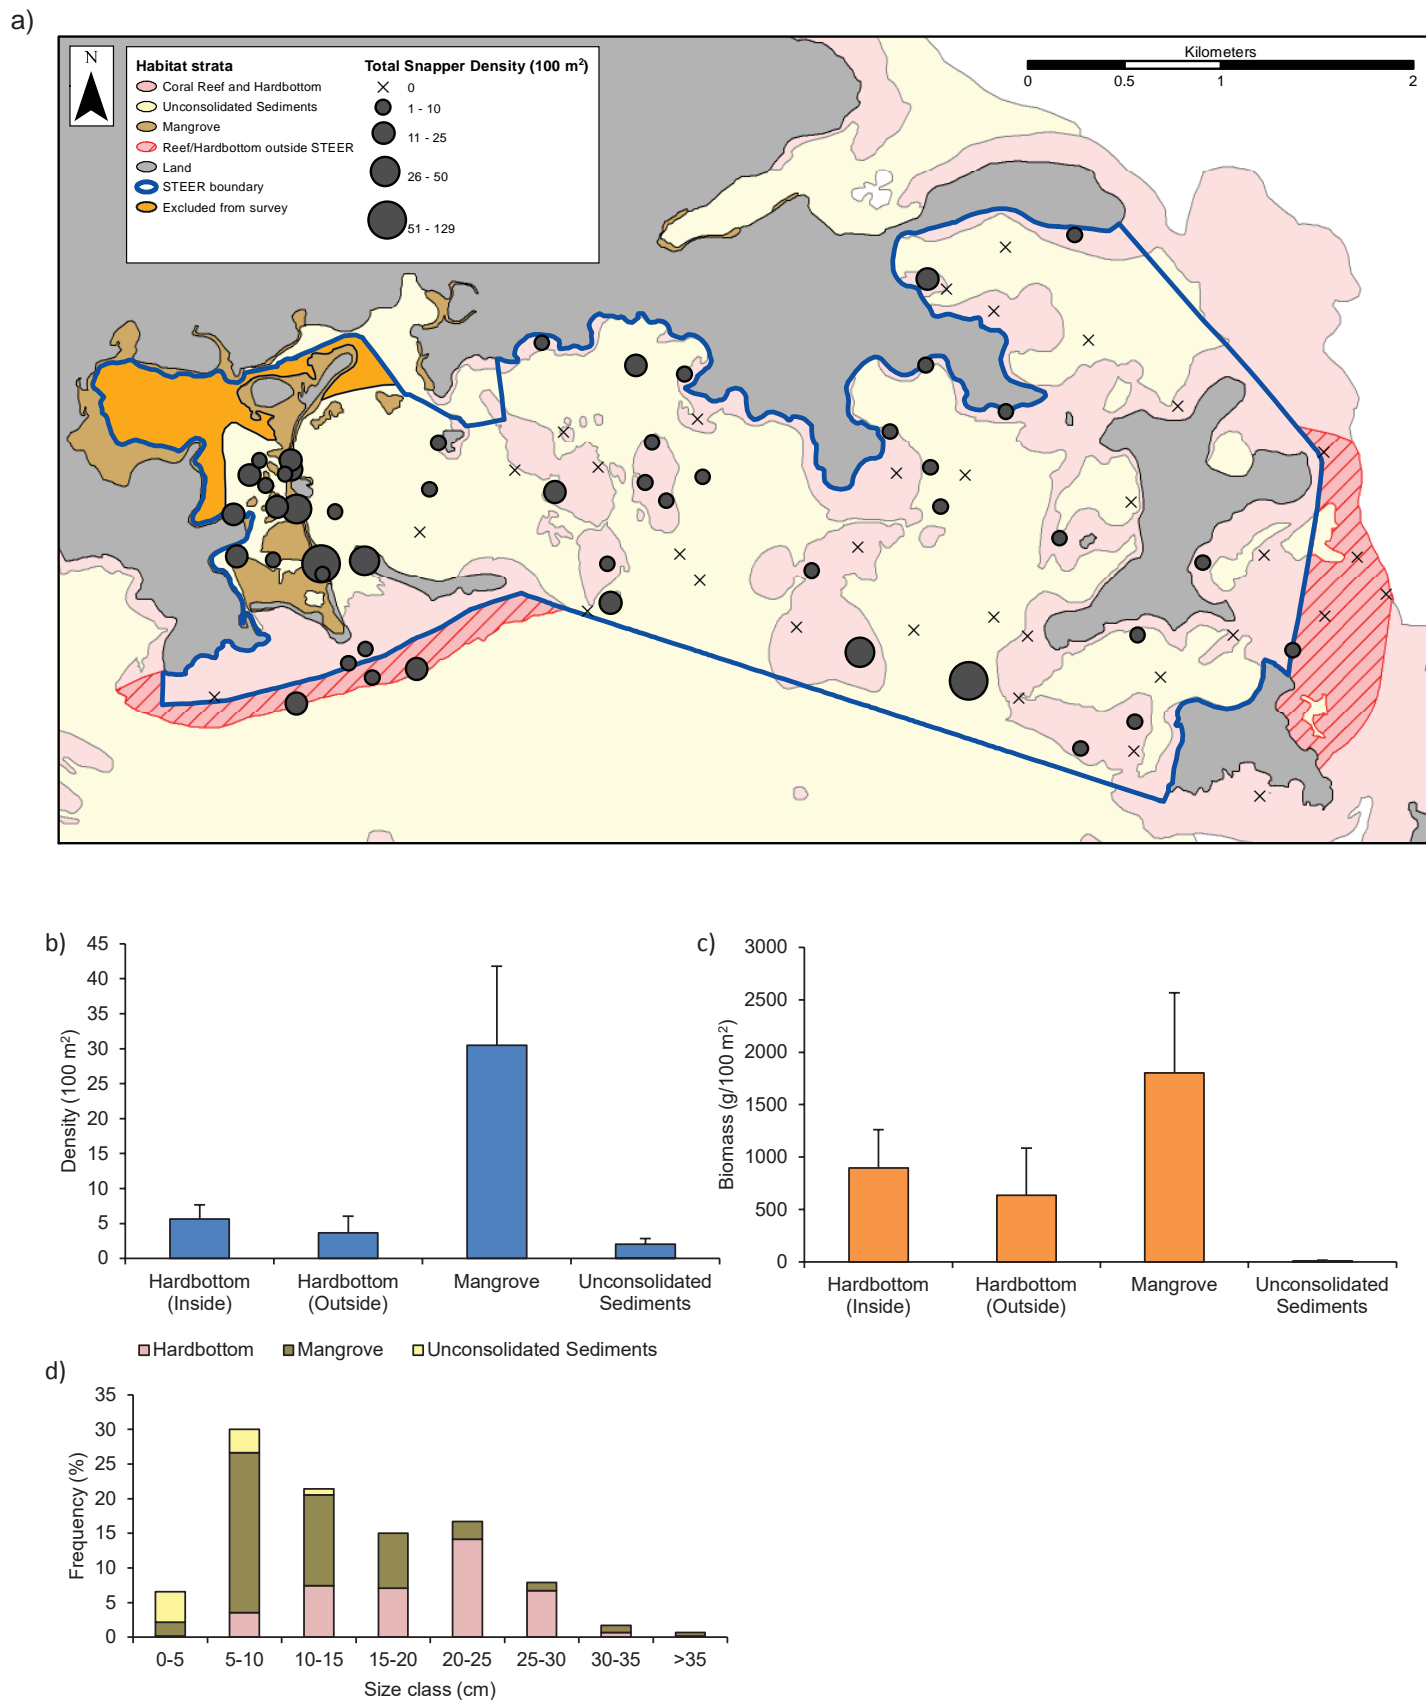 a)
N
Habitat strata
Coral Reef and Hardbottom
Unconsolidated Sediments
Mangrove
Reef/Hardbottom outside STEER
Land
STEER boundary
Excluded from survey
Total Snapper Density (100 m²)
0
1 - 10
11 - 25
26 - 50
51 - 129
Kilometers
0 0.5 1 2
b)
45
40
35
30
25
20
15
10
5
0
Density (100 m²)
Hardbottom (Inside)
Hardbottom (Outside)
Mangrove
Unconsolidated Sediments
c)
3000
2500
2000
1500
1000
500
0
Biomass (g/100 m²)
Hardbottom (Inside)
Hardbottom (Outside)
Mangrove
Unconsolidated Sediments
Hardbottom Mangrove Unconsolidated Sediments
d)
35
30
25
20
15
10
5
0
Frequency (%)
0-5 5-10 10-15 15-20 20-25 25-30 30-35 >35
Size class (cm)